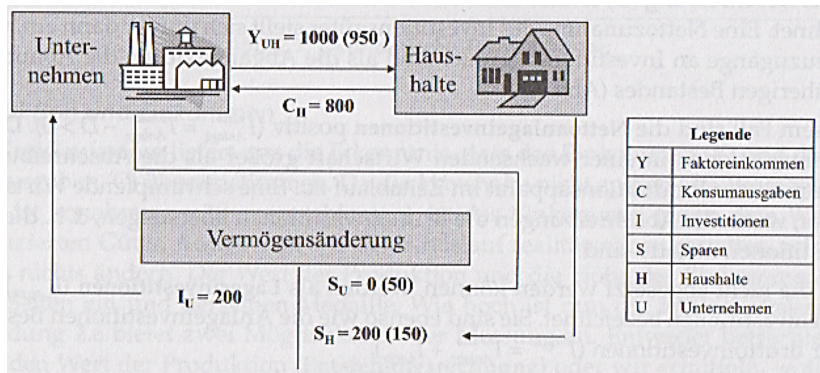 Unter-
nehmen
Y_UH = 1000 (950)
C_H = 800
Haus-
halte
Vermögensänderung
I_U = 200
S_U = 0 (50)
S_H = 200 (150)
Legende
Y Faktoreinkommen
C Konsumausgaben
I Investitionen
S Sparen
H Haushalte
U Unternehmen